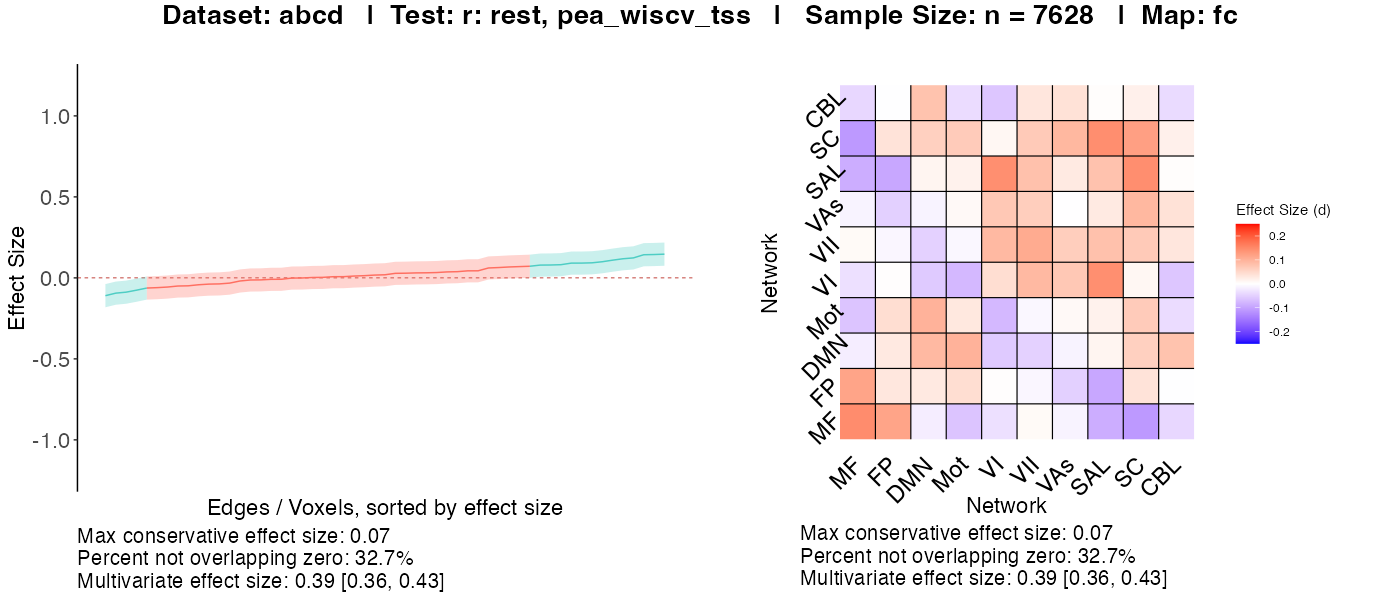 Dataset: abcd | Test: r: rest, pea_wiscv_tss | Sample Size: n = 7628 | Map: fc
Effect Size
1.0
0.5
0.0
-0.5
-1.0
Edges / Voxels, sorted by effect size
Max conservative effect size: 0.07
Percent not overlapping zero: 32.7%
Multivariate effect size: 0.39 [0.36, 0.43]
Network
CBL
SC
SAL
VAs
VII
VI
Mot
DMN
FP
MF
MF FP DMN Mot VI VII VAs SAL SC CBL
Network
Max conservative effect size: 0.07
Percent not overlapping zero: 32.7%
Multivariate effect size: 0.39 [0.36, 0.43]
Effect Size (d)
0.2
0.1
0.0
-0.1
-0.2